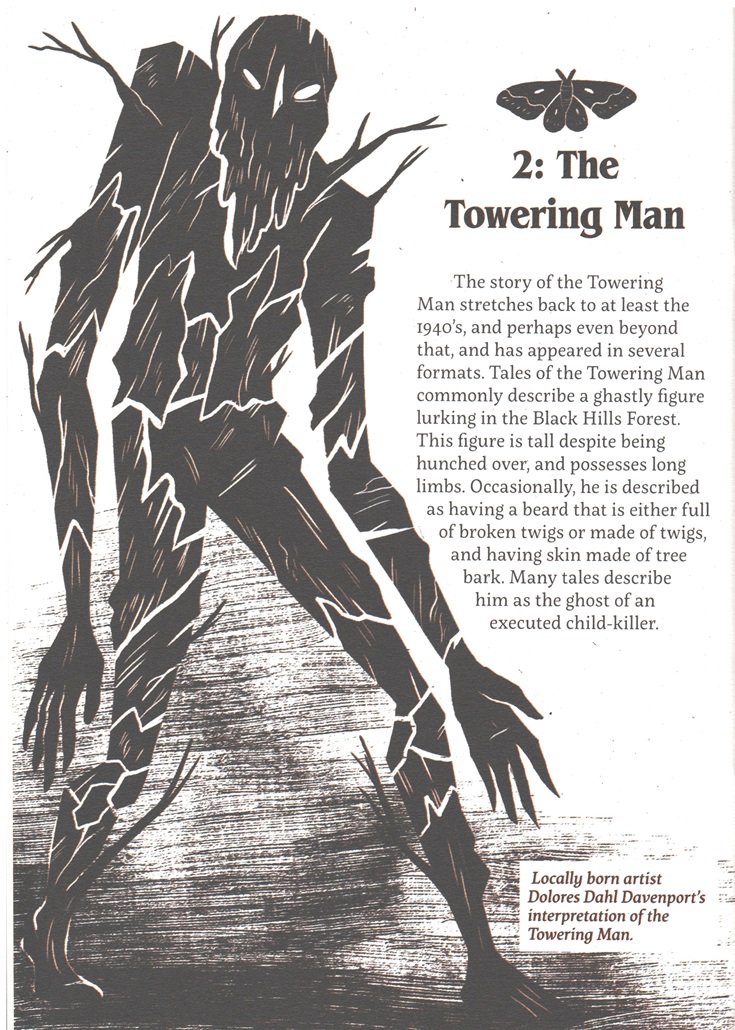 2: The
Towering Man
The story of the Towering
Man stretches back to at least the
1940's, and perhaps even beyond
that, and has appeared in several
formats. Tales of the Towering Man
commonly describe a ghastly figure
lurking in the Black Hills Forest.
This figure is tall despite being
hunched over, and possesses long
limbs. Occasionally, he is described
as having a beard that is either full
of broken twigs or made of twigs,
and having skin made of tree
bark. Many tales describe
him as the ghost of an
executed child-killer.
Locally born artist
Dolores Dahl Davenport's
interpretation of the
Towering Man.